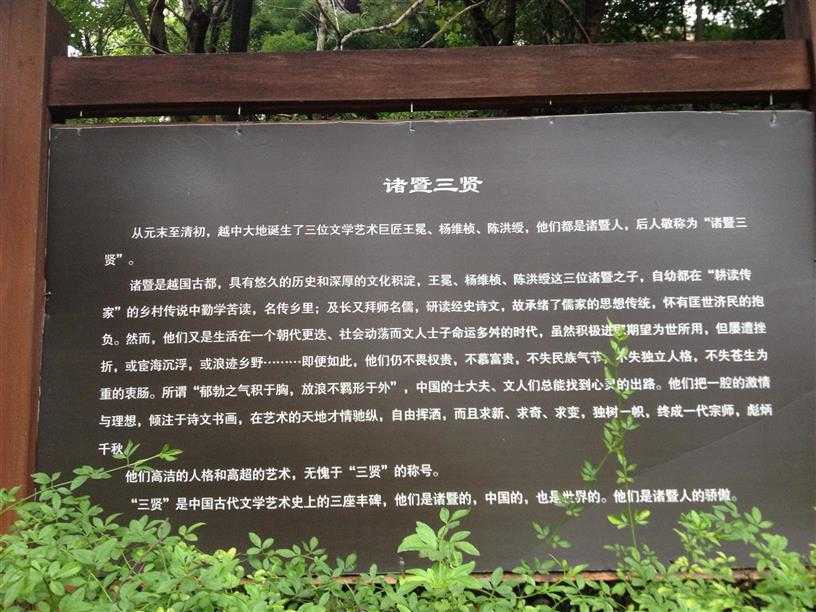 诸暨三贤
从元末至清初，越中大地诞生了三位文学艺术巨匠王冕、杨维桢、陈洪绶，他们都是诸暨人，后人敬称为“诸暨三
贤”。
诸暨是越国古都，具有悠久的历史和深厚的文化积淀，王冕、杨维桢、陈洪绶这三位诸暨之子，自幼都在“耕读传
家”的乡村传说中勤学苦读，名传乡里；及长又拜师名儒，研读经史诗文，故承绪了儒家的思想传统，怀有匡世济民的抱
负。然而，他们又是生活在一个朝代更迭、社会动荡而文人士子命运多舛的时代，虽然积极进取期望为世所用，但屡遭挫
折，或宦海沉浮，或浪迹乡野………即便如此，他们仍不畏权贵，不慕富贵，不失民族气节，不失独立人格，不失苍生为
重的衷肠。所谓“郁勃之气积于胸，放浪不羁形于外”，中国的士大夫、文人们总能找到心灵的出路。他们把一腔的激情
与理想，倾注于诗文书画，在艺术的天地才情驰纵，自由挥洒，而且求新、求奇、求变，独树一帜，终成一代宗师，彪炳
千秋
他们高洁的人格和高超的艺术，无愧于“三贤”的称号。
“三贤”是中国古代文学艺术史上的三座丰碑，他们是诸暨的，中国的，也是世界的。他们是诸暨人的骄傲。